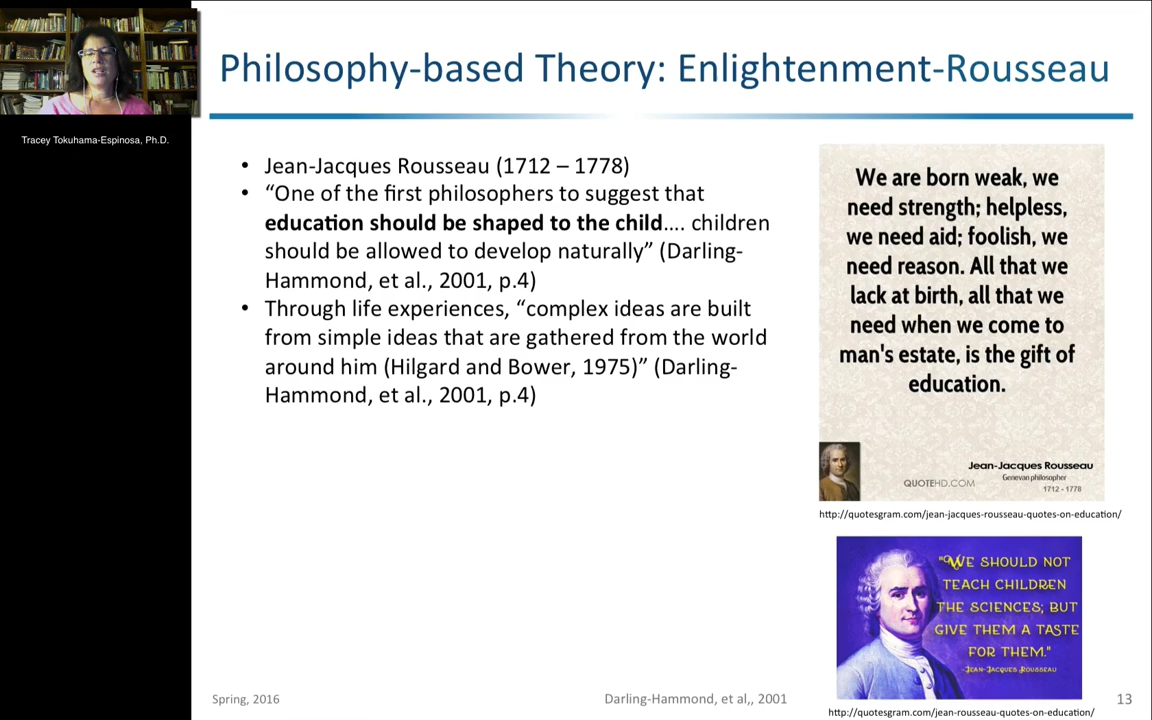 Philosophy-based Theory: Enlightenment-Rousseau
Tracey Tokuhama-Espinosa, Ph.D.
• Jean-Jacques Rousseau (1712 – 1778)
• “One of the first philosophers to suggest that
education should be shaped to the child…. children
should be allowed to develop naturally” (Darling-
Hammond, et al., 2001, p.4)
• Through life experiences, “complex ideas are built
from simple ideas that are gathered from the world
around him (Hilgard and Bower, 1975)” (Darling-
Hammond, et al., 2001, p.4)
We are born weak, we
need strength; helpless,
we need aid; foolish, we
need reason. All that we
lack at birth, all that we
need when we come to
man's estate, is the gift of
education.
Jean-Jacques Rousseau
Genevan philosopher
1712 - 1778
QUOTEHD.COM
http://quotesgram.com/jean-jacques-rousseau-quotes-on-education/
"WE SHOULD NOT
TEACH CHILDREN
THE SCIENCES; BUT
GIVE THEM A TASTE
FOR THEM."
-JEAN-JACQUES ROUSSEAU
Spring, 2016
Darling-Hammond, et al,, 2001
13
http://quotesgram.com/jean-rousseau-quotes-on-education/